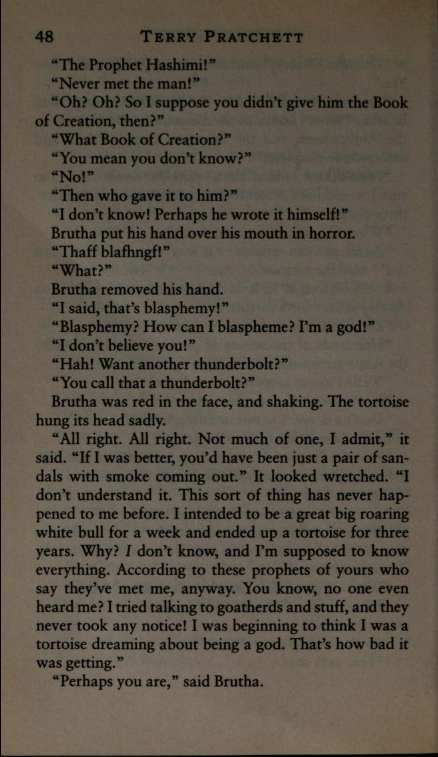 48 TERRY PRATCHETT
“The Prophet Hashimi!”
“Never met the man!”
“Oh? Oh? So I suppose you didn’t give him the Book
of Creation, then?”
“What Book of Creation?”
“You mean you don’t know?”
“No!”
“Then who gave it to him?”
“I don’t know! Perhaps he wrote it himself!”
Brutha put his hand over his mouth in horror.
“Thaff blafhngf!”
“What?”
Brutha removed his hand.
“I said, that’s blasphemy!”
“Blasphemy? How can I blaspheme? I’m a god!”
“I don’t believe you!”
“Hah! Want another thunderbolt?”
“You call that a thunderbolt?”
Brutha was red in the face, and shaking. The tortoise
hung its head sadly.
“All right. All right. Not much of one, I admit,” it
said. “If I was better, you’d have been just a pair of san-
dals with smoke coming out.” It looked wretched. “I
don’t understand it. This sort of thing has never hap-
pened to me before. I intended to be a great big roaring
white bull for a week and ended up a tortoise for three
years. Why? I don’t know, and I’m supposed to know
everything. According to these prophets of yours who
say they’ve met me, anyway. You know, no one even
heard me? I tried talking to goatherds and stuff, and they
never took any notice! I was beginning to think I was a
tortoise dreaming about being a god. That’s how bad it
was getting.”
“Perhaps you are,” said Brutha.